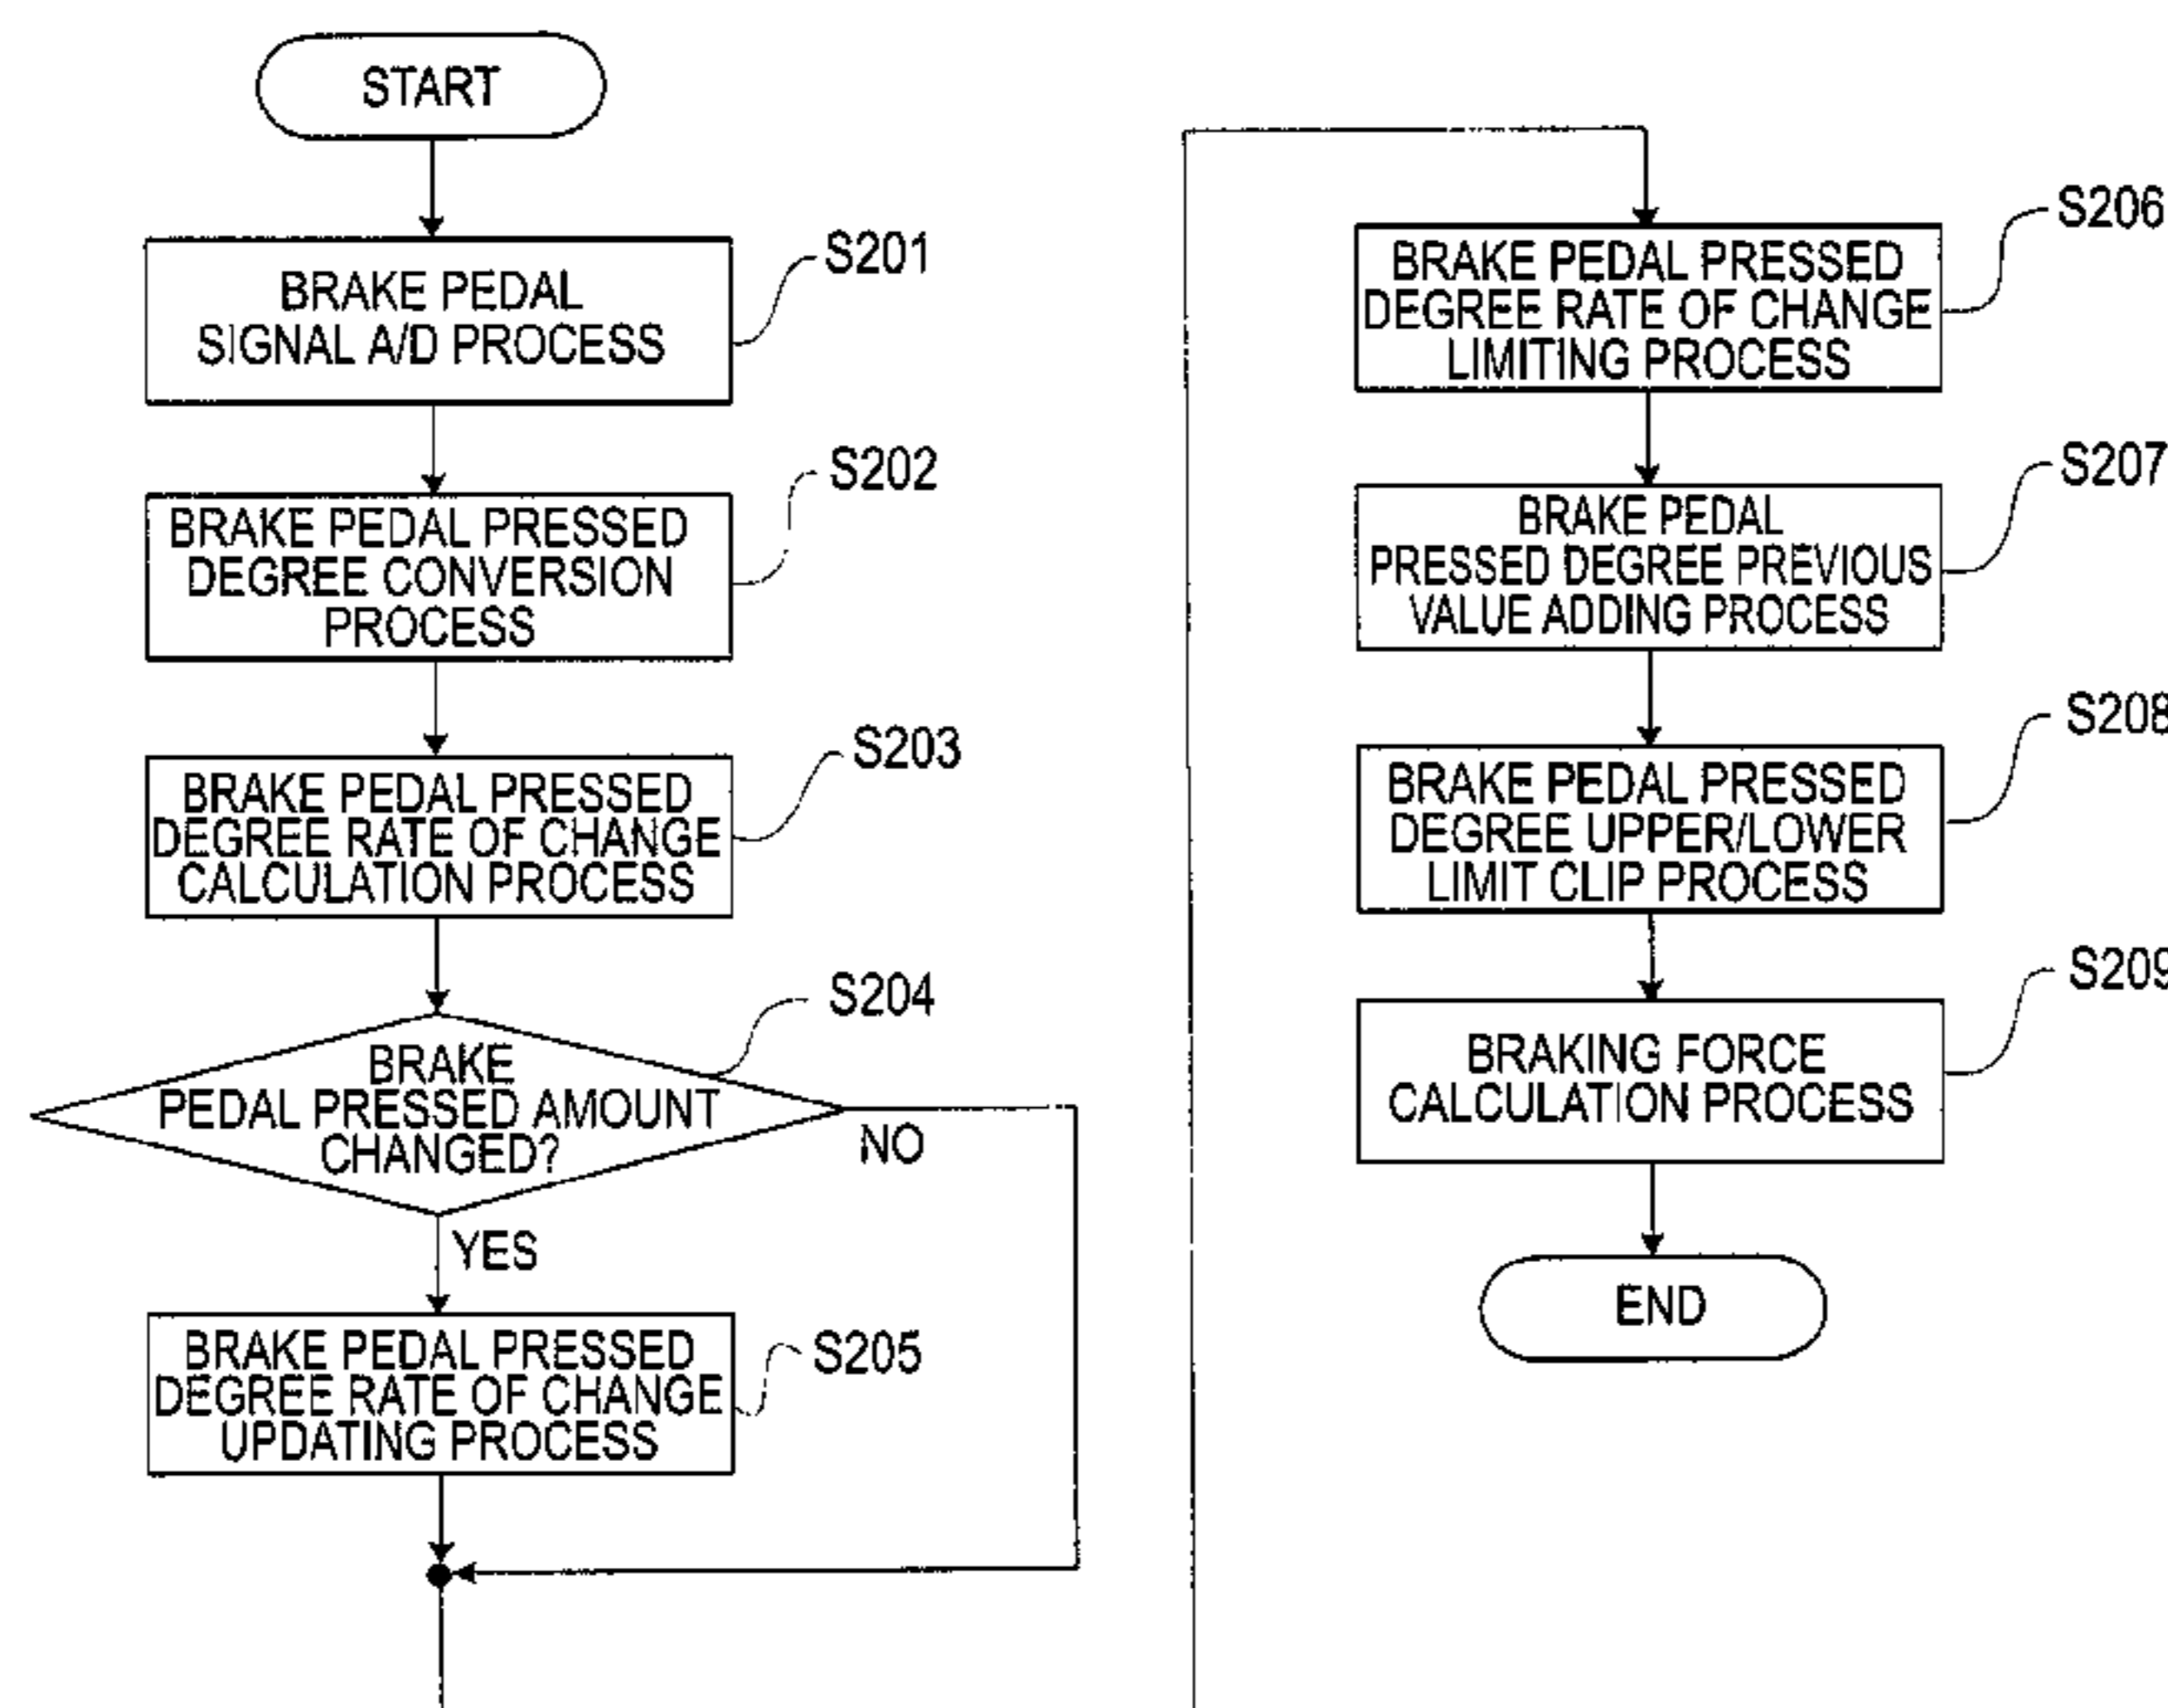 START
BRAKE PEDAL
SIGNAL A/D PROCESS
S201
BRAKE PEDAL PRESSED
DEGREE CONVERSION
PROCESS
S202
BRAKE PEDAL PRESSED
DEGREE RATE OF CHANGE
CALCULATION PROCESS
S203
BRAKE
PEDAL PRESSED AMOUNT
CHANGED?
S204
NO
YES
BRAKE PEDAL PRESSED
DEGREE RATE OF CHANGE
UPDATING PROCESS
S205
BRAKE PEDAL PRESSED
DEGREE RATE OF CHANGE
LIMITING PROCESS
S206
BRAKE PEDAL
PRESSED DEGREE PREVIOUS
VALUE ADDING PROCESS
S207
BRAKE PEDAL PRESSED
DEGREE UPPER/LOWER
LIMIT CLIP PROCESS
S208
BRAKING FORCE
CALCULATION PROCESS
S209
END